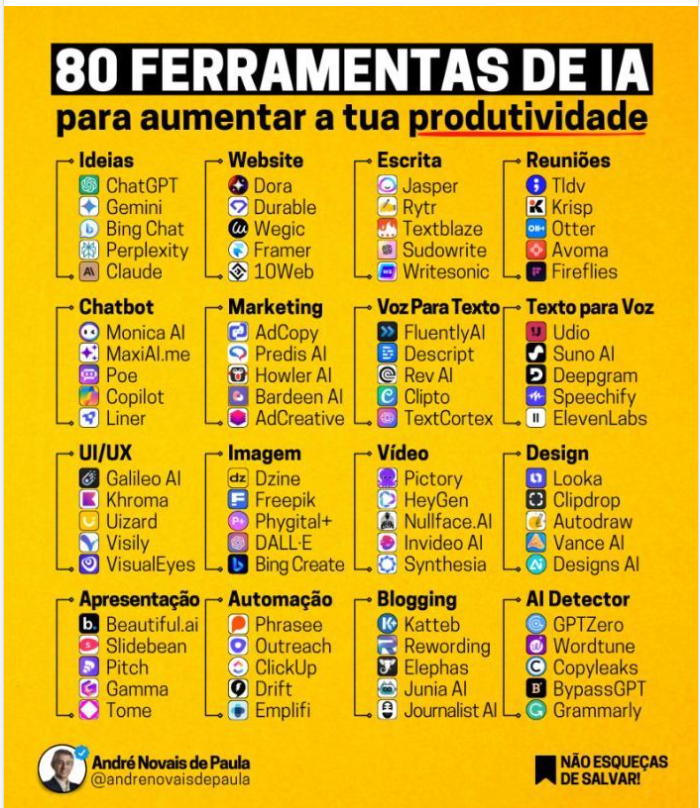 80 FERRAMENTAS DE IA
para aumentar a tua produtividade
Ideias
ChatGPT
Gemini
Bing Chat
Perplexity
Claude
Website
Dora
Durable
Wegic
Framer
10Web
Escrita
Jasper
Rytr
Textblaze
Sudowrite
Writesonic
Reuniões
Tldv
Krisp
Otter
Avoma
Fireflies
Chatbot
Monica AI
MaxiAI.me
Poe
Copilot
Liner
Marketing
AdCopy
Predis AI
Howler AI
Bardeen AI
AdCreative
Voz Para Texto
FluentlyAI
Descript
Rev AI
Clipto
TextCortex
Texto para Voz
Udio
Suno AI
Deepgram
Speechify
ElevenLabs
UI/UX
Galileo AI
Khroma
Uizard
Visily
VisualEyes
Imagem
Dzine
Freepik
Phygital+
DALL·E
Bing Create
Vídeo
Pictory
HeyGen
Nullface.AI
Invideo AI
Synthesia
Design
Looka
Clipdrop
Autodraw
Vance AI
Designs AI
Apresentação
Beautiful.ai
Slidebean
Pitch
Gamma
Tome
Automação
Phrasee
Outreach
ClickUp
Drift
Emplifi
Blogging
Katteb
Rewording
Elephas
Junia AI
Journalist AI
AI Detector
GPTZero
Wordtune
Copyleaks
BypassGPT
Grammarly
André Novais de Paula
@andrenovaisdepaula
NÃO ESQUEÇAS
DE SALVAR!